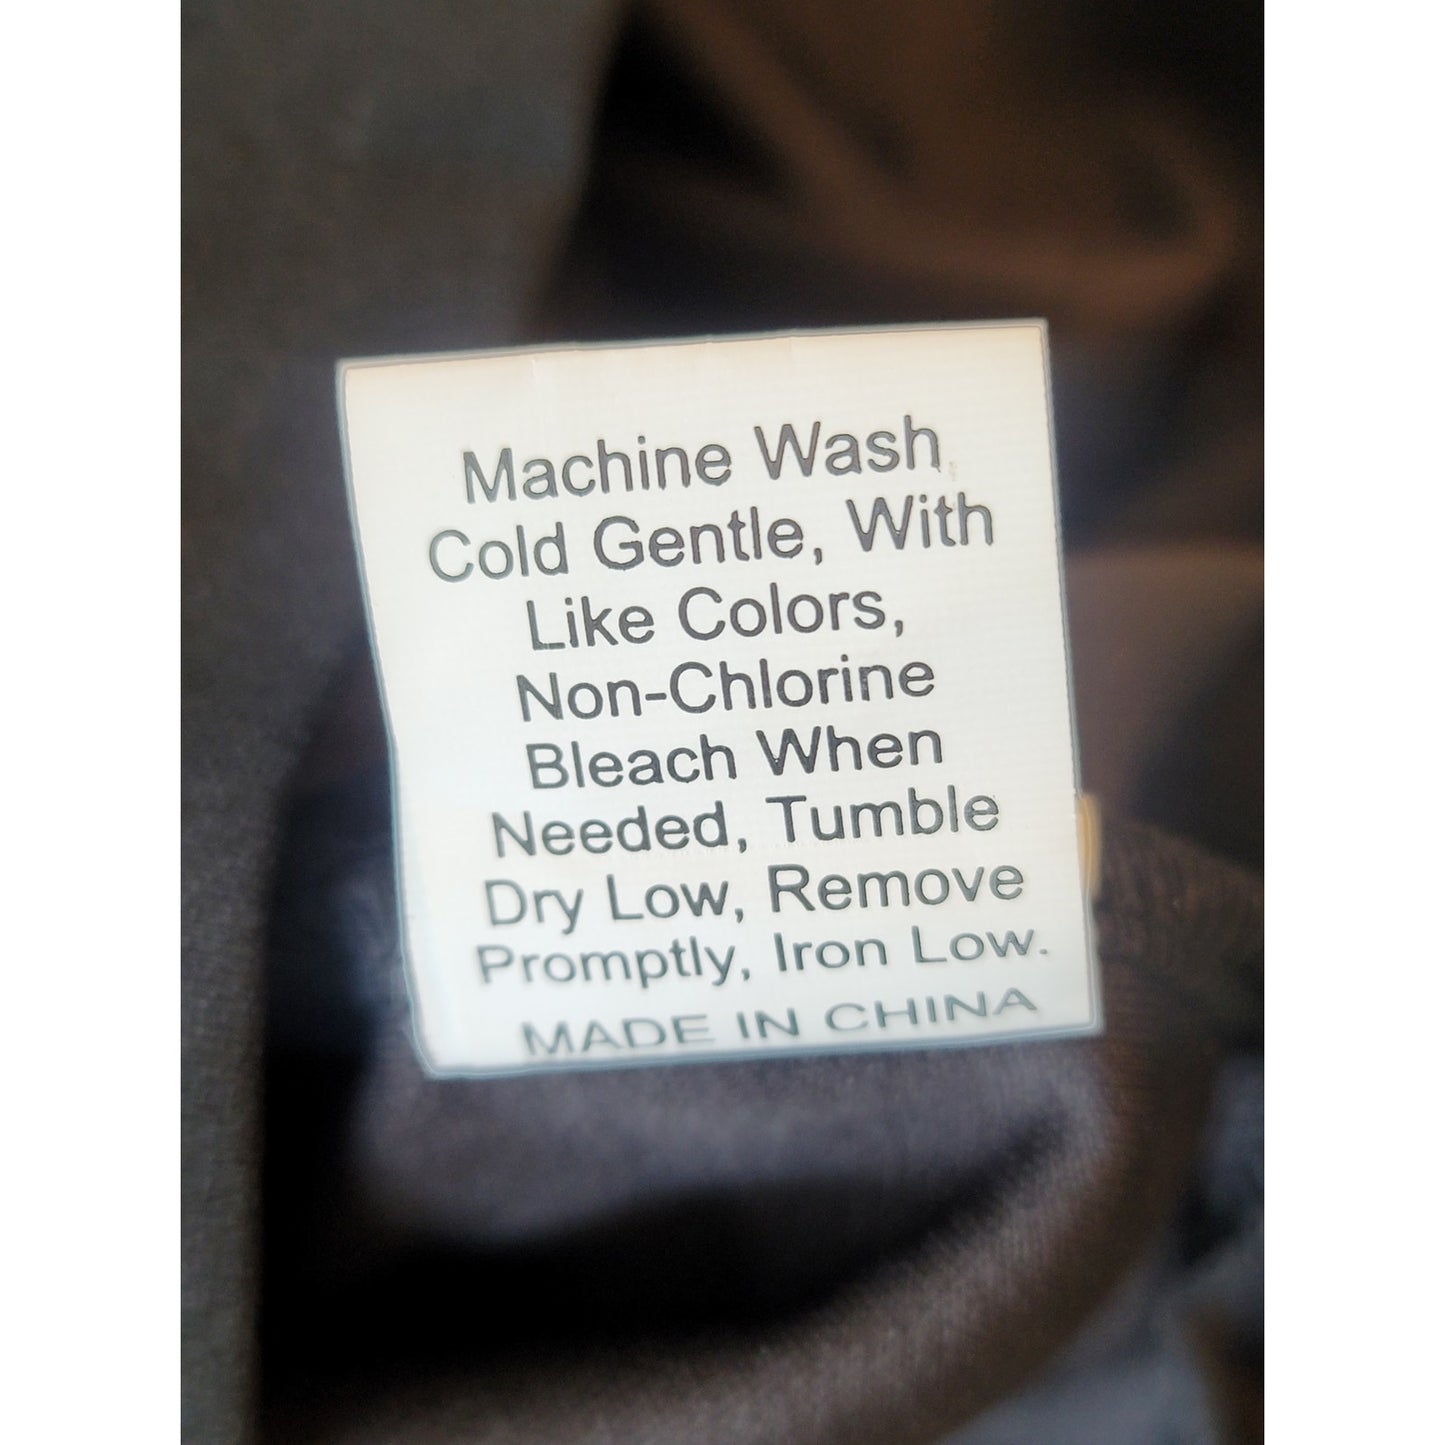 Machine Wash
Cold Gentle, With
Like Colors,
Non-Chlorine
Bleach When
Needed, Tumble
Dry Low, Remove
Promptly, Iron Low.
MADE IN CHINA